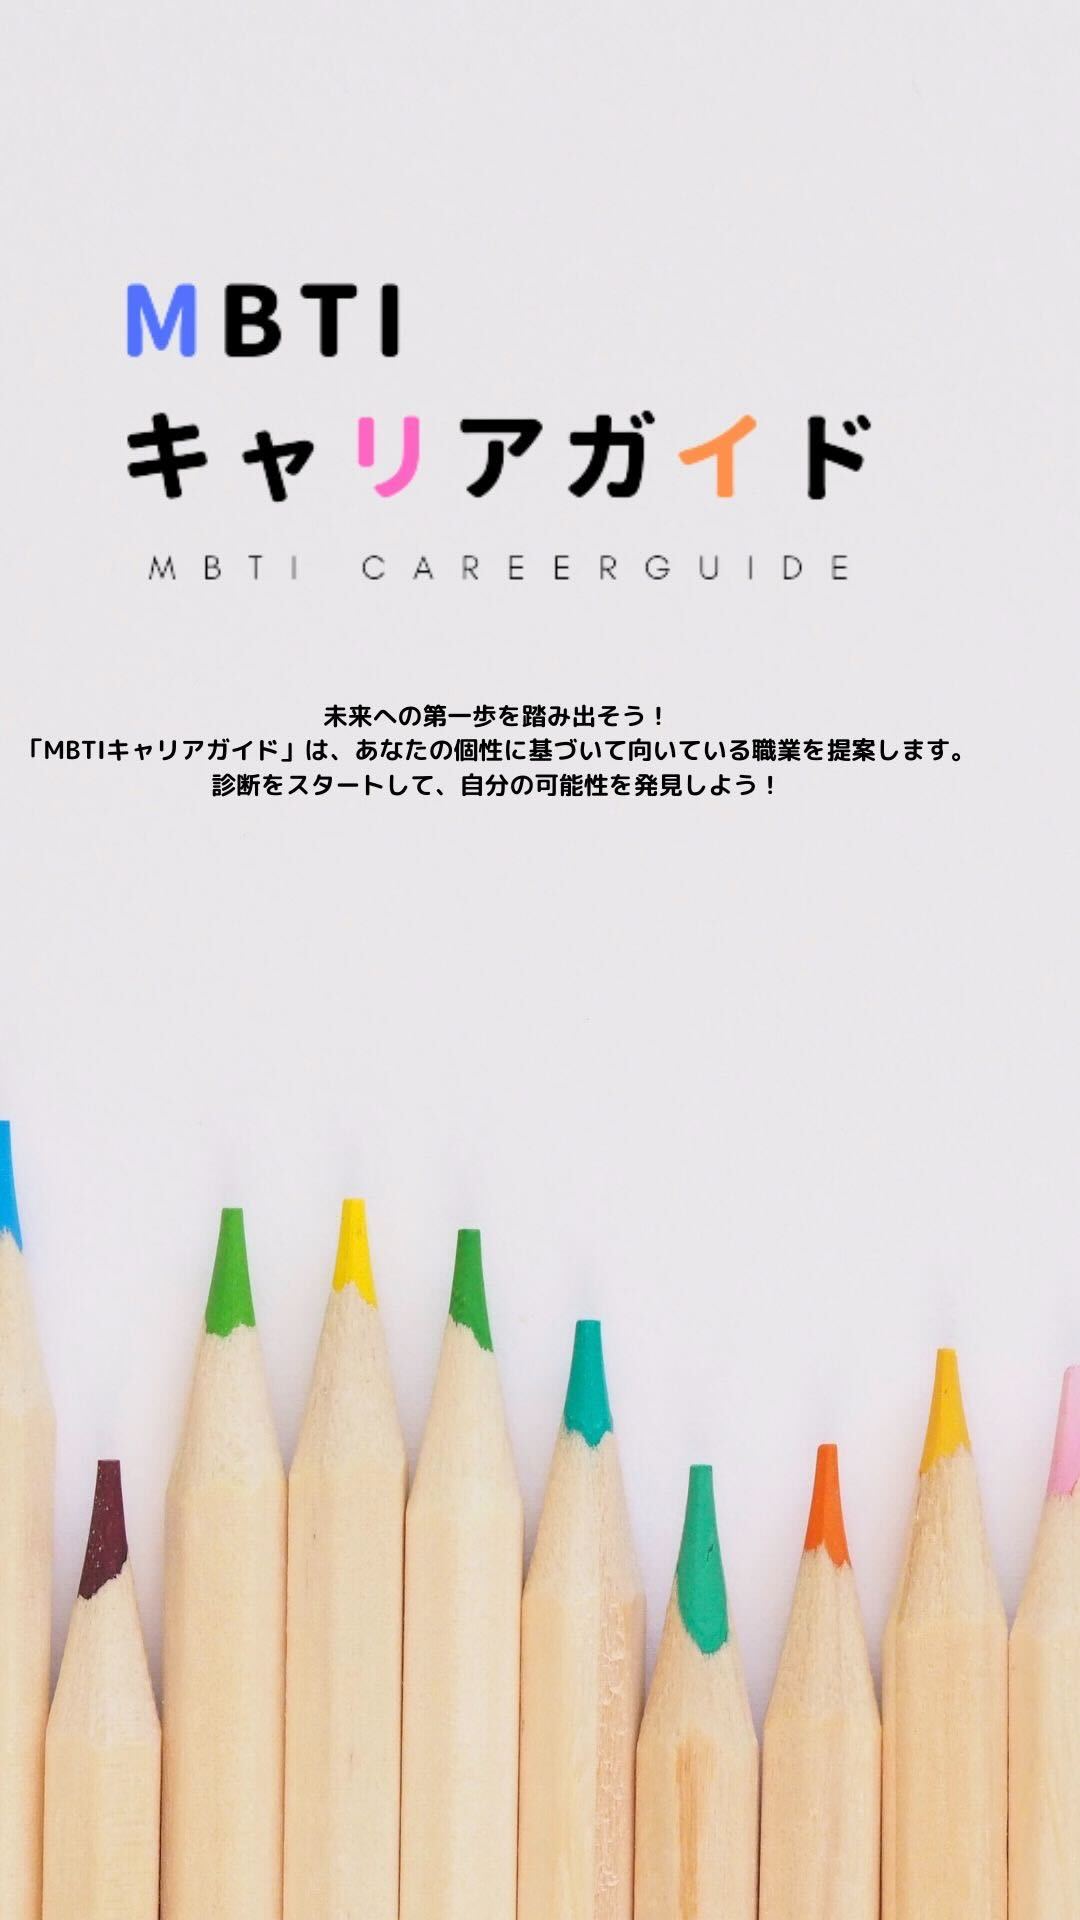 MBTI
キャリアガイド
MBTI CAREERGUIDE
未来への第一歩を踏み出そう！
「MBTIキャリアガイド」は、あなたの個性に基づいて向いている職業を提案します。
診断をスタートして、自分の可能性を発見しよう！